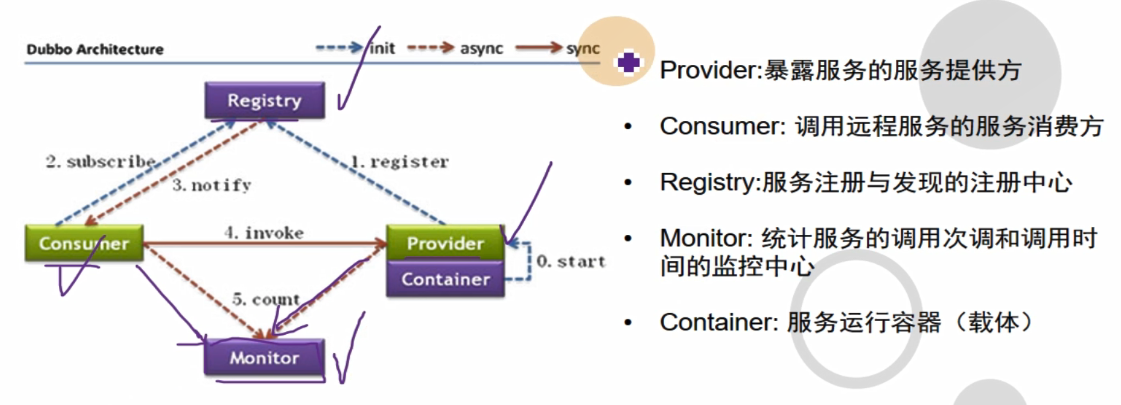 Dubbo Architecture
init
async
sync
Registry
2. subscribe
3. notify
1. register
Consumer
4. invoke
Provider
Container
0. start
5. count
Monitor
Provider:暴露服务的服务提供方
• Consumer: 调用远程服务的服务消费方
• Registry:服务注册与发现的注册中心
• Monitor: 统计服务的调用次调和调用时
间的监控中心
• Container: 服务运行容器（载体）